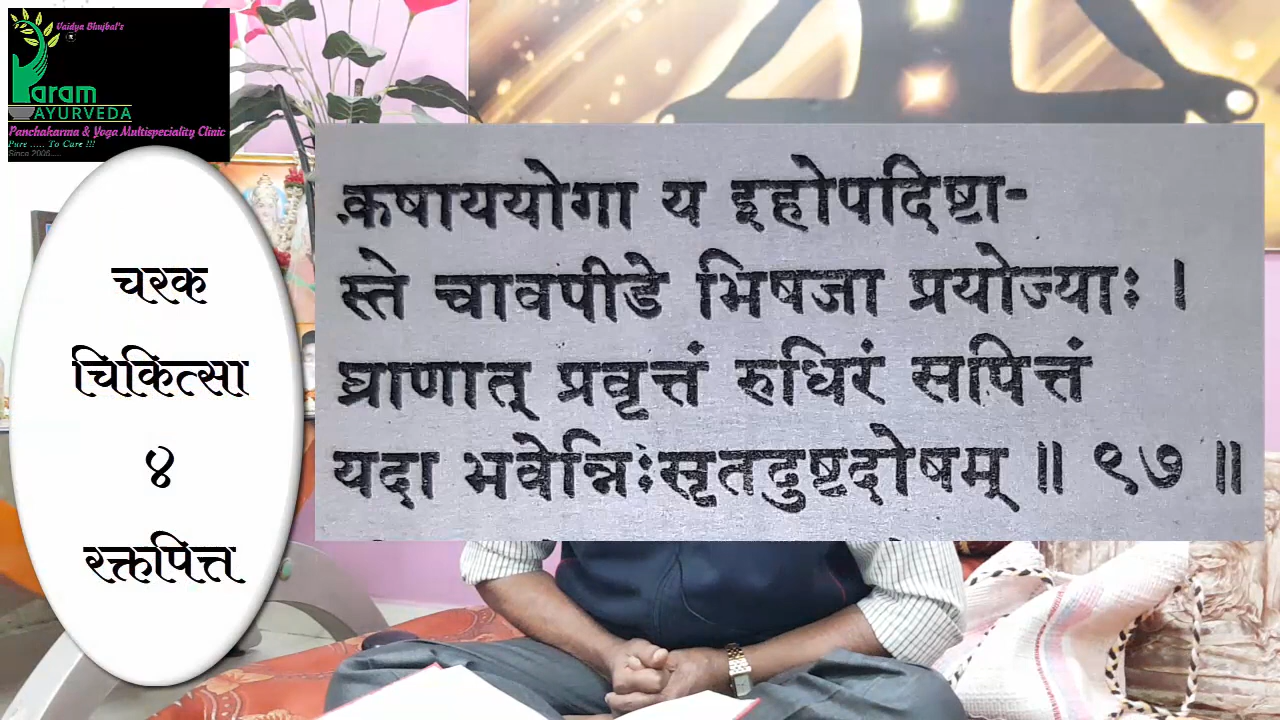 Vaidya Bhujbal's
Param
AYURVEDA
Panchakarma & Yoga Multispeciality Clinic
Pure ..... To Cure !!!
Since 2006.....
चरक
चिकित्सा
४
रक्तपित्त
कषाययोगा य इहोपदिष्टा-
स्ते चावपीडे भिषजा प्रयोज्याः ।
घ्राणात् प्रवृत्तं रुधिरं सपित्तं
यदा भवेन्निःसृतदुष्टदोषम् ॥ ९७ ॥